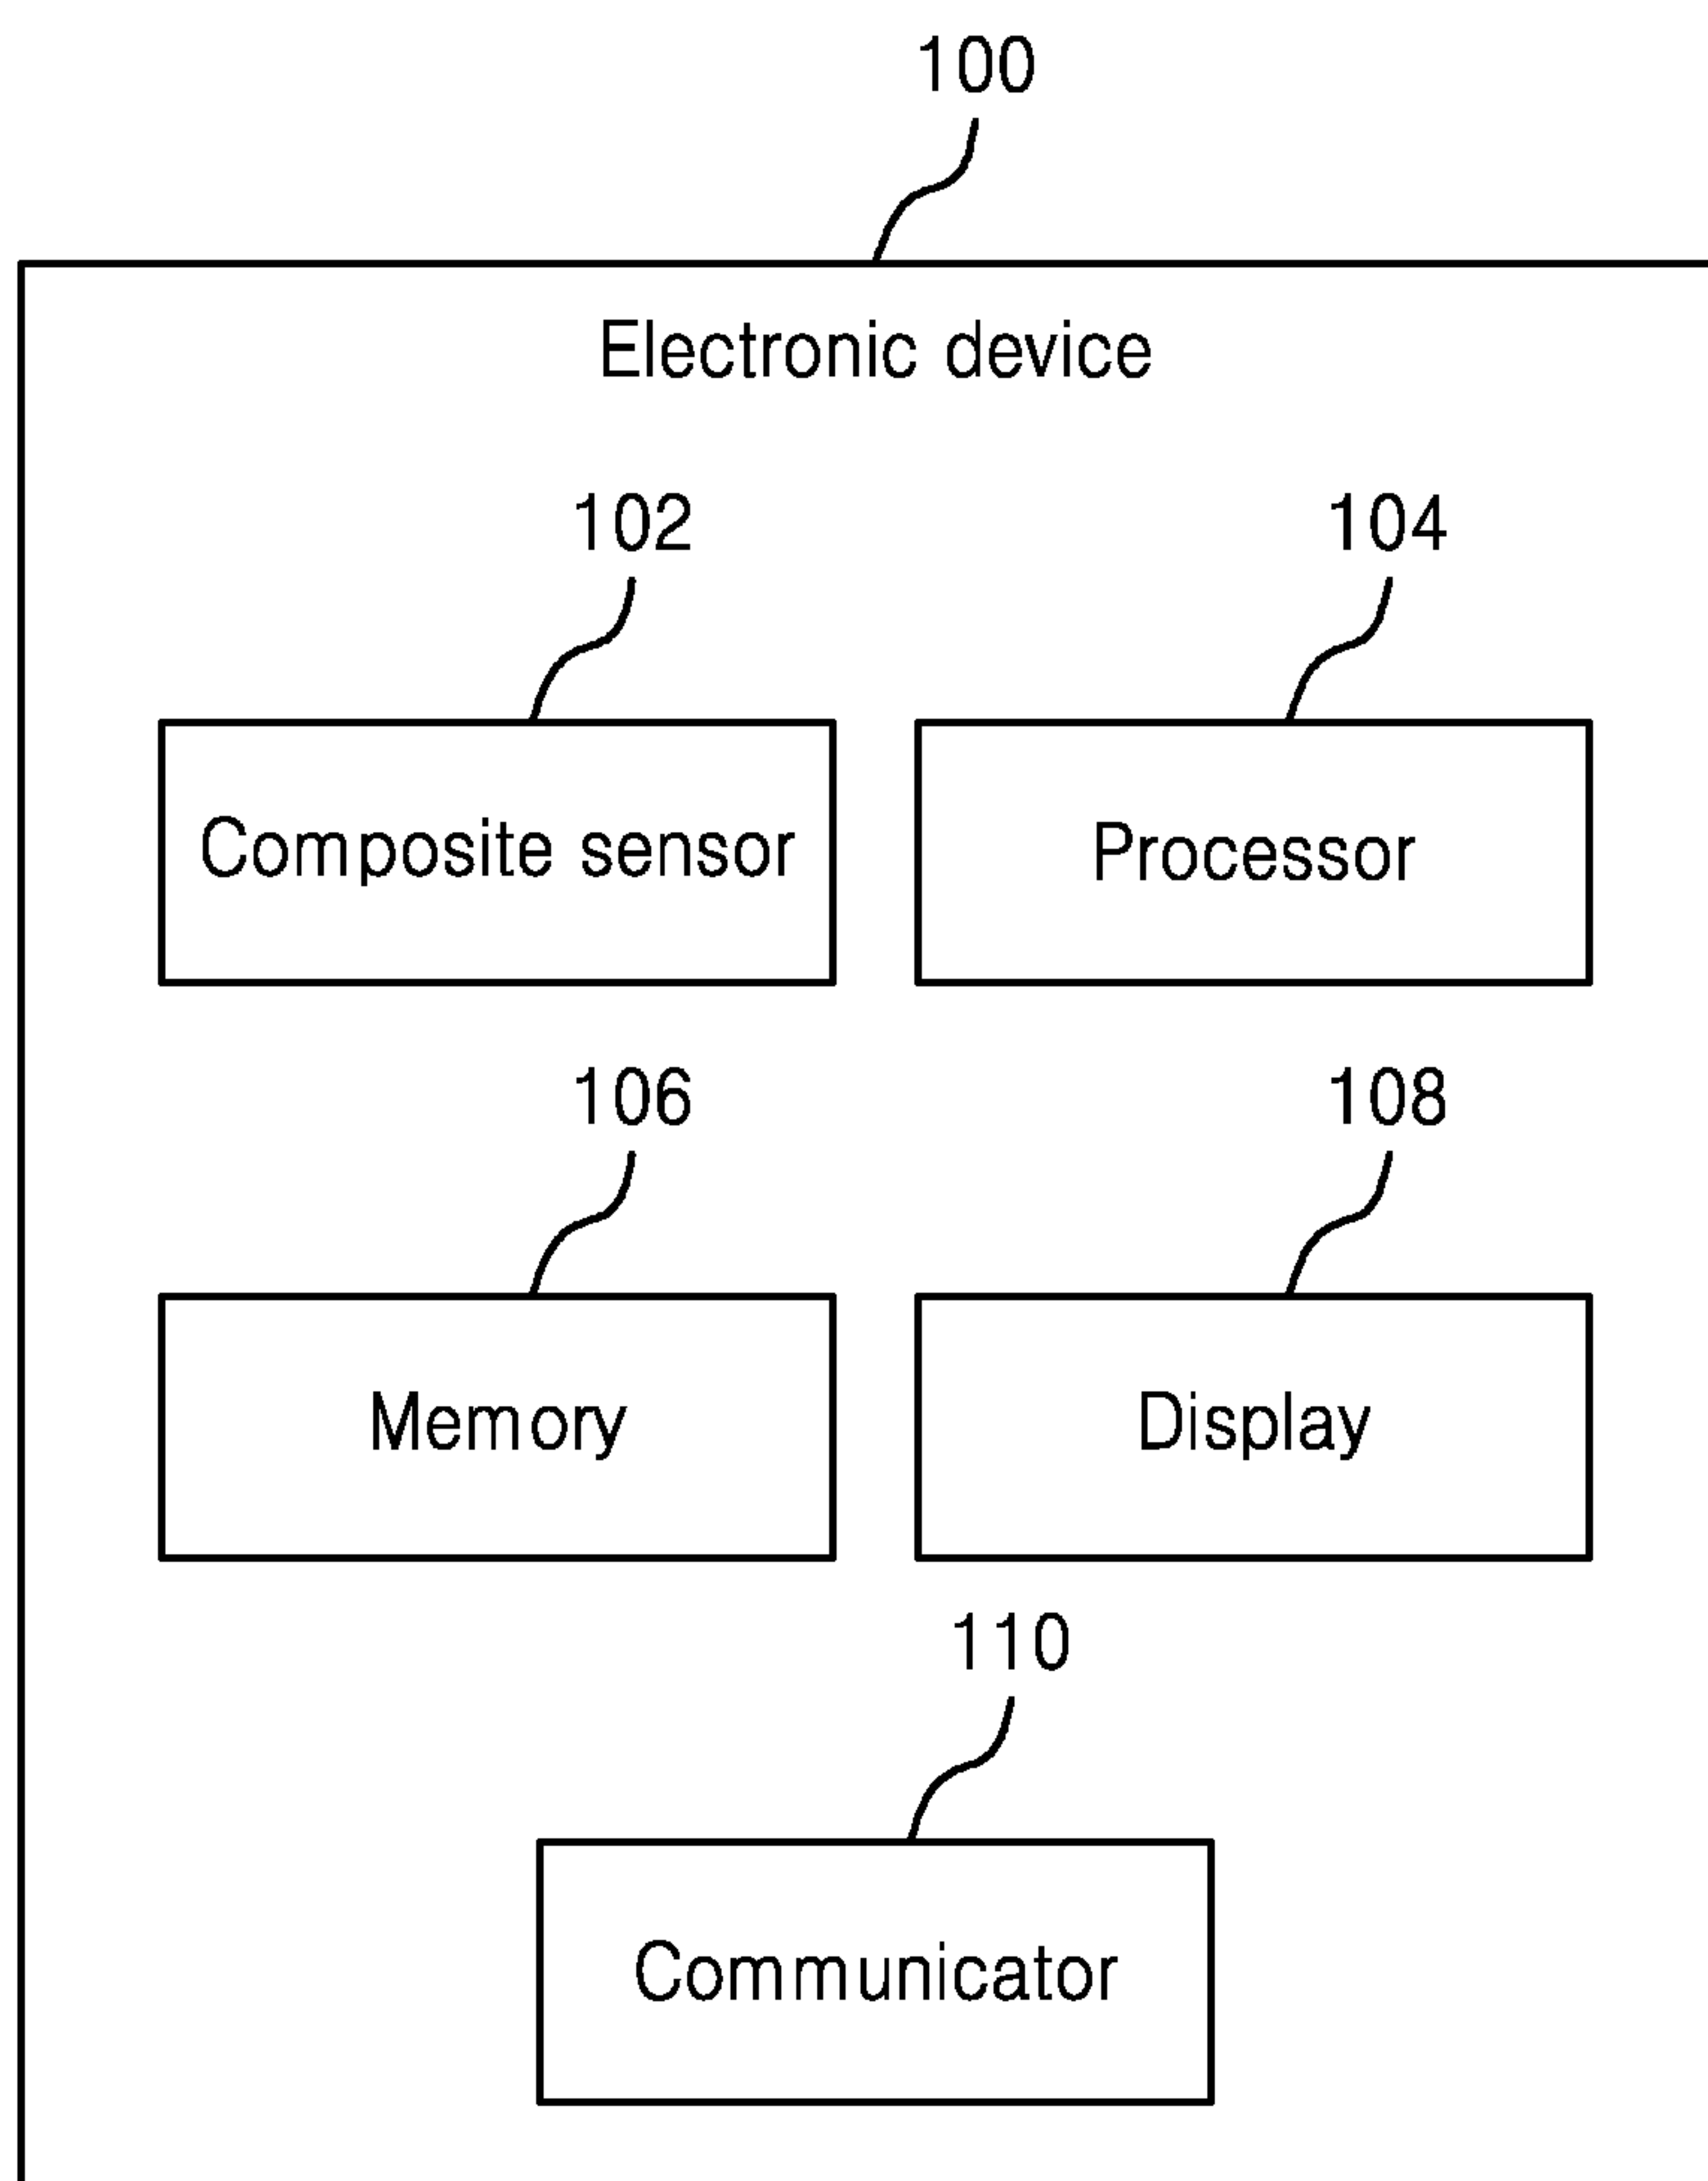 100
Electronic device
102
104
Composite sensor
Processor
106
108
Memory
Display
110
Communicator